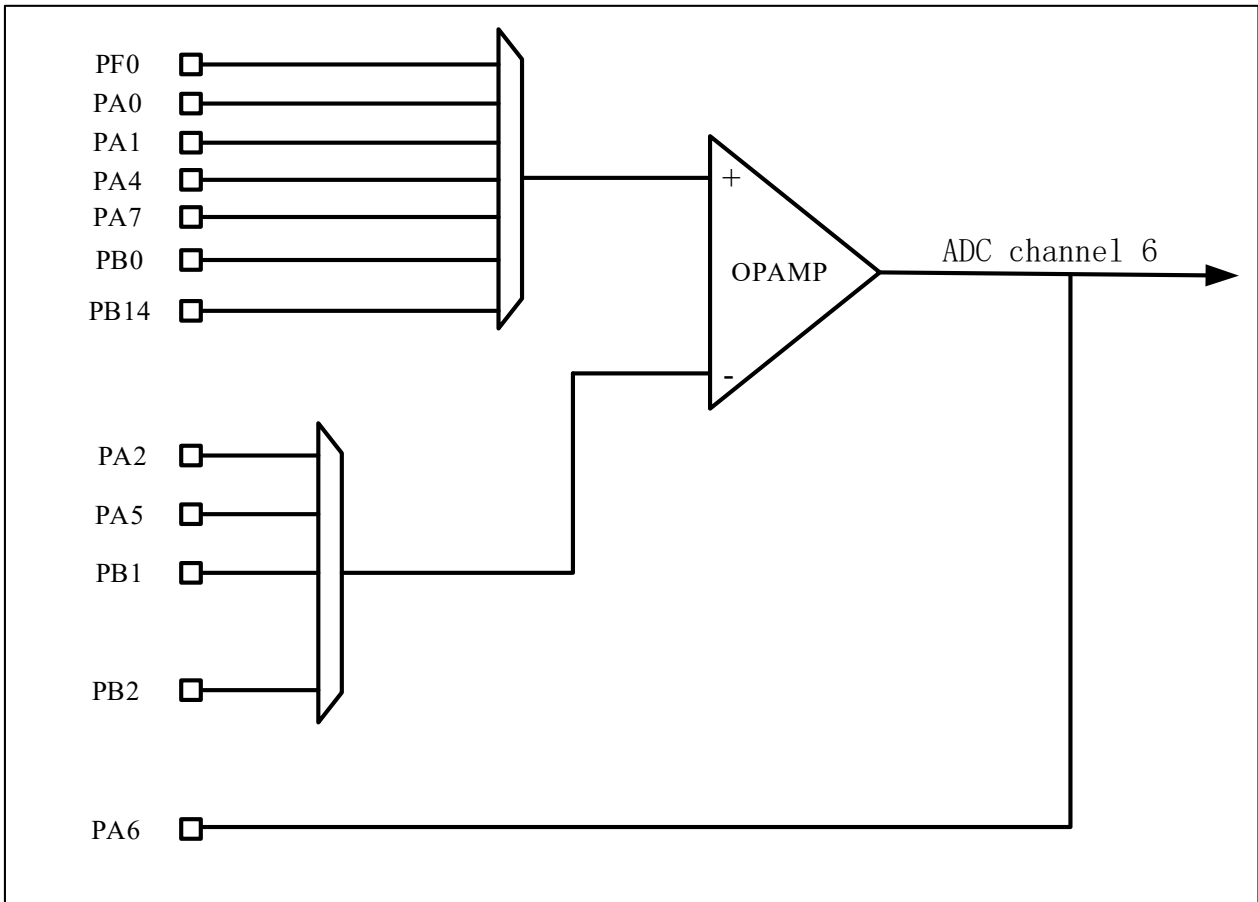 PF0
PA0
PA1
PA4
PA7
PB0
PB14
+
OPAMP
-
ADC channel 6
PA2
PA5
PB1
PB2
PA6